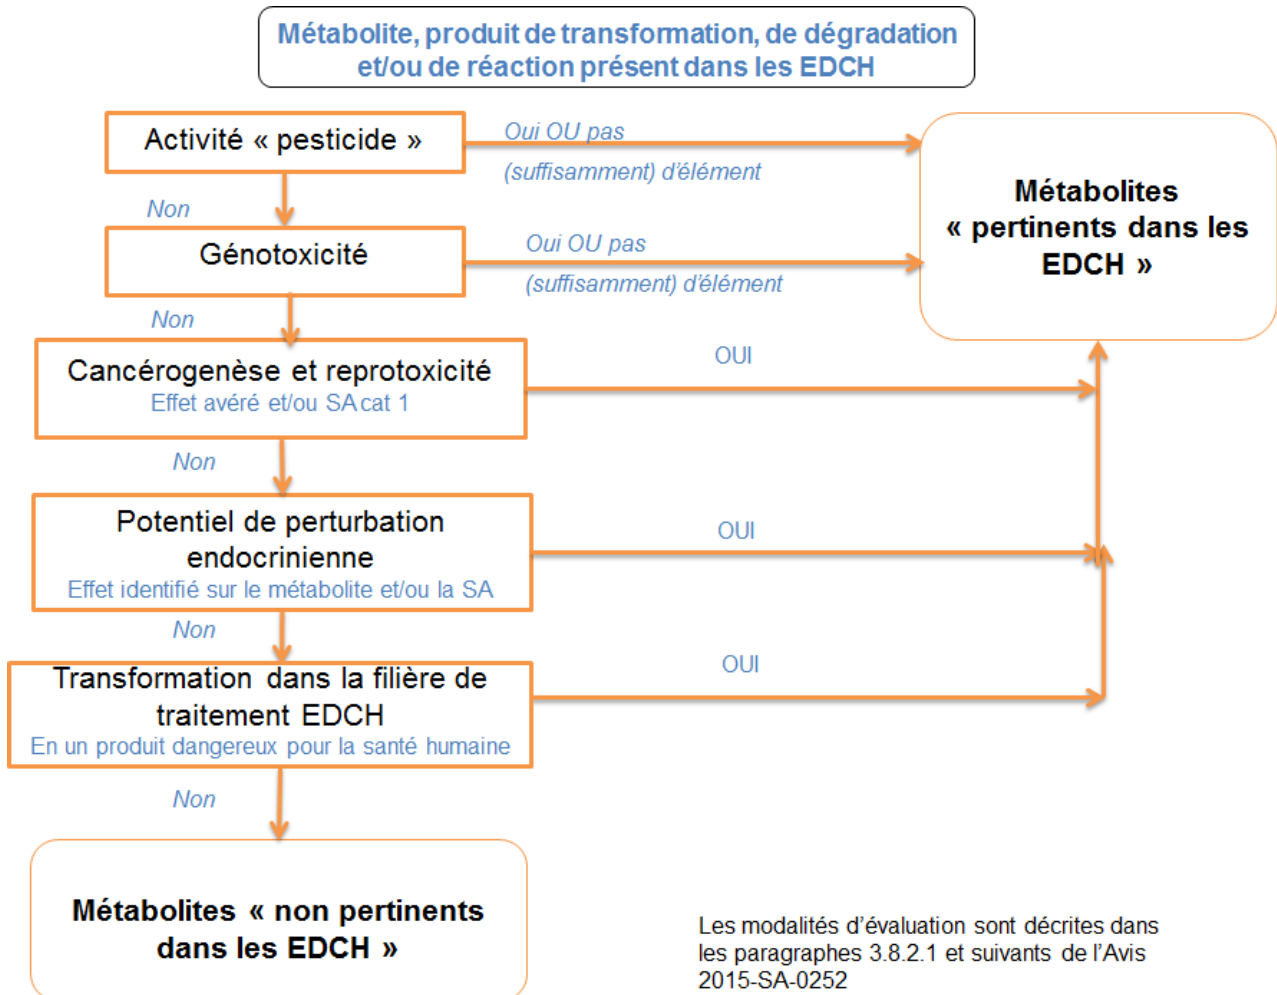 Métabolite, produit de transformation, de dégradation
et/ou de réaction présent dans les EDCH
Activité « pesticide »
Oui OU pas
(suffisamment) d'élément
Métabolites
« pertinents dans les
EDCH »
Non
Génotoxicité
Oui OU pas
(suffisamment) d'élément
Non
Cancérogenèse et reprotoxicité
Effet avéré et/ou SA cat 1
OUI
Non
Potentiel de perturbation
endocrinienne
Effet identifié sur le métabolite et/ou la SA
OUI
Non
Transformation dans la filière de
traitement EDCH
En un produit dangereux pour la santé humaine
OUI
Non
Métabolites « non pertinents
dans les EDCH »
Les modalités d'évaluation sont décrites dans
les paragraphes 3.8.2.1 et suivants de l'Avis
2015-SA-0252